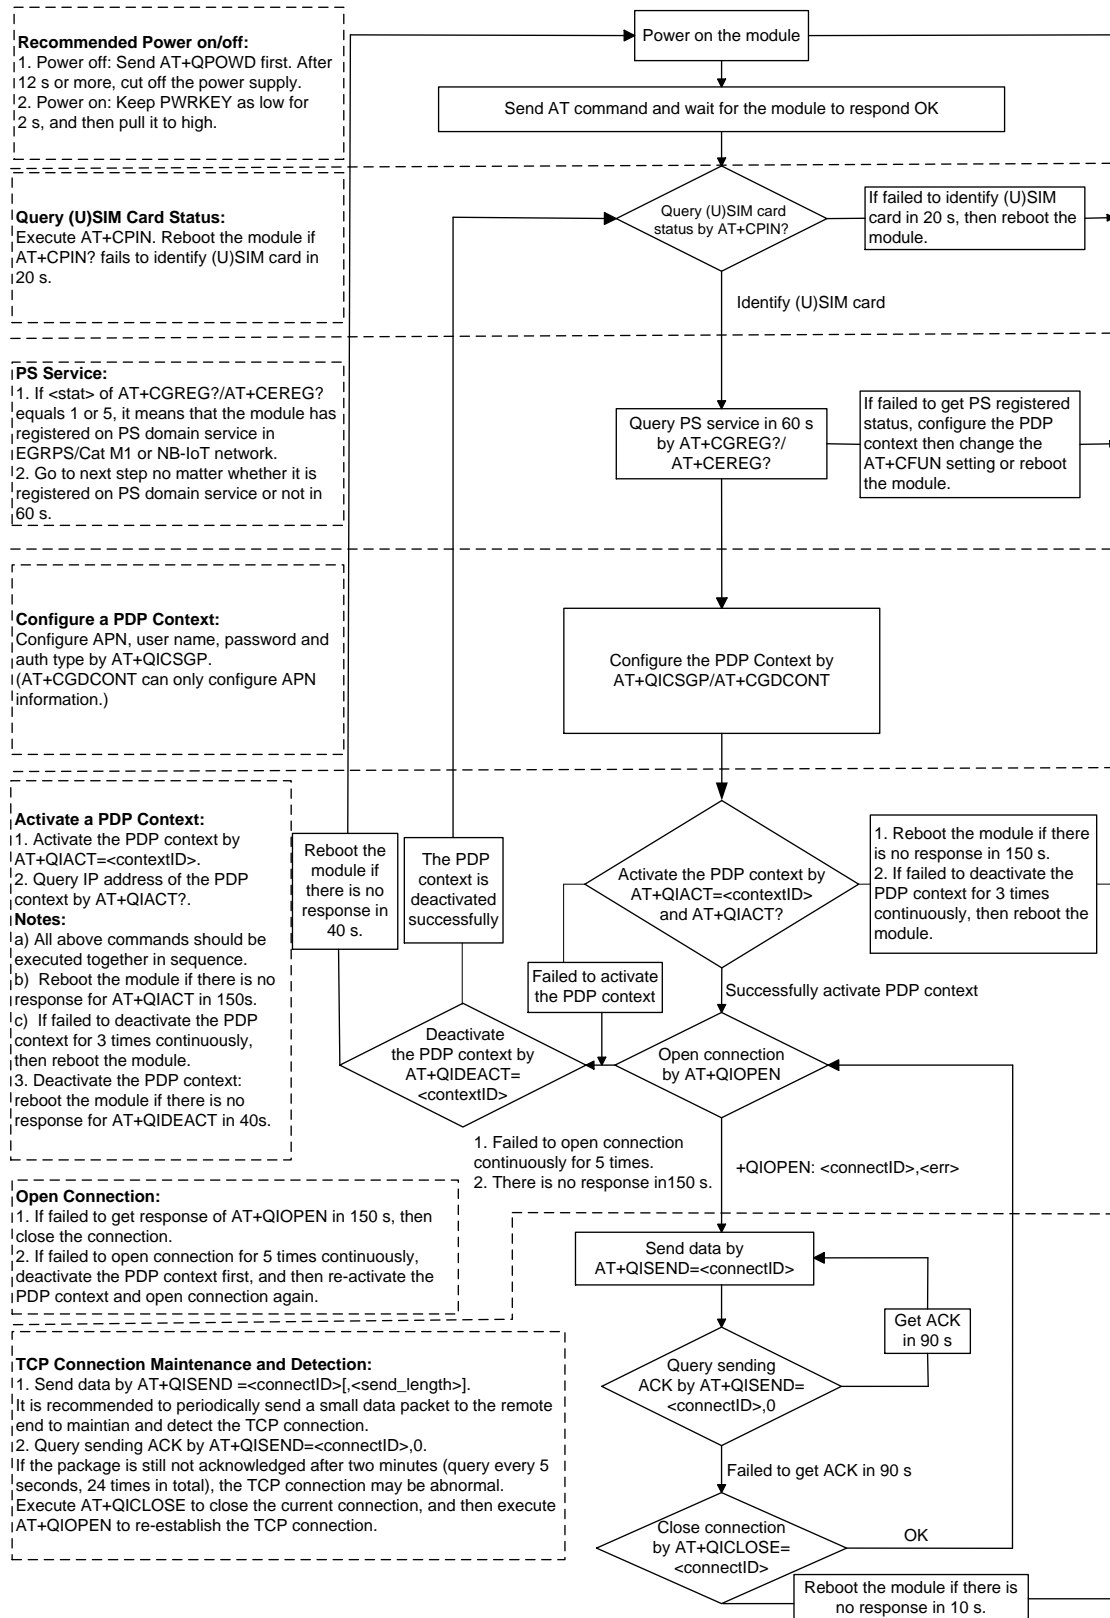 Recommended Power on/off:
1. Power off: Send AT+QPOWD first. After
12 s or more, cut off the power supply.
2. Power on: Keep PWRKEY as low for
2 s, and then pull it to high.
Power on the module
Send AT command and wait for the module to respond OK
Query (U)SIM Card Status:
Execute AT+CPIN. Reboot the module if
AT+CPIN? fails to identify (U)SIM card in
20 s.
Query (U)SIM card
status by AT+CPIN?
If failed to identify (U)SIM
card in 20 s, then reboot the
module.
Identify (U)SIM card
PS Service:
1. If <stat> of AT+CGREG?/AT+CEREG?
equals 1 or 5, it means that the module has
registered on PS domain service in
EGRPS/Cat M1 or NB-IoT network.
2. Go to next step no matter whether it is
registered on PS domain service or not in
60 s.
Query PS service in 60 s
by AT+CGREG?/
AT+CEREG?
If failed to get PS registered
status, configure the PDP
context then change the
AT+CFUN setting or reboot
the module.
Configure a PDP Context:
Configure APN, user name, password and
auth type by AT+QICSGP.
(AT+CGDCONT can only configure APN
information.)
Configure the PDP Context by
AT+QICSGP/AT+CGDCONT
Activate a PDP Context:
1. Activate the PDP context by
AT+QIACT=<contextID>.
2. Query IP address of the PDP
context by AT+QIACT?.
Notes:
a) All above commands should be
executed together in sequence.
b) Reboot the module if there is no
response for AT+QIACT in 150s.
c) If failed to deactivate the PDP
context for 3 times continuously,
then reboot the module.
3. Deactivate the PDP context:
reboot the module if there is no
response for AT+QIDEACT in 40s.
Reboot the
module if
there is no
response in
40 s.
The PDP
context is
deactivated
successfully
Activate the PDP context by
AT+QIACT=<contextID>
and AT+QIACT?
1. Reboot the module if there
is no response in 150 s.
2. If failed to deactivate the
PDP context for 3 times
continuously, then reboot the
module.
Failed to activate
the PDP context
Successfully activate PDP context
Deactivate
the PDP context by
AT+QIDEACT=
<contextID>
Open connection
by AT+QIOPEN
1. Failed to open connection
continuously for 5 times.
2. There is no response in150 s.
+QIOPEN: <connectID>,<err>
Open Connection:
1. If failed to get response of AT+QIOPEN in 150 s, then
close the connection.
2. If failed to open connection for 5 times continuously,
deactivate the PDP context first, and then re-activate the
PDP context and open connection again.
Send data by
AT+QISEND=<connectID>
Get ACK
in 90 s
TCP Connection Maintenance and Detection:
1. Send data by AT+QISEND =<connectID>[,<send_length>].
It is recommended to periodically send a small data packet to the remote
end to maintian and detect the TCP connection.
2. Query sending ACK by AT+QISEND=<connectID>,0.
If the package is still not acknowledged after two minutes (query every 5
seconds, 24 times in total), the TCP connection may be abnormal.
Execute AT+QICLOSE to close the current connection, and then execute
AT+QIOPEN to re-establish the TCP connection.
Query sending
ACK by AT+QISEND=
<connectID>,0
Failed to get ACK in 90 s
Close connection
by AT+QICLOSE=
<connectID>
OK
Reboot the module if there is
no response in 10 s.